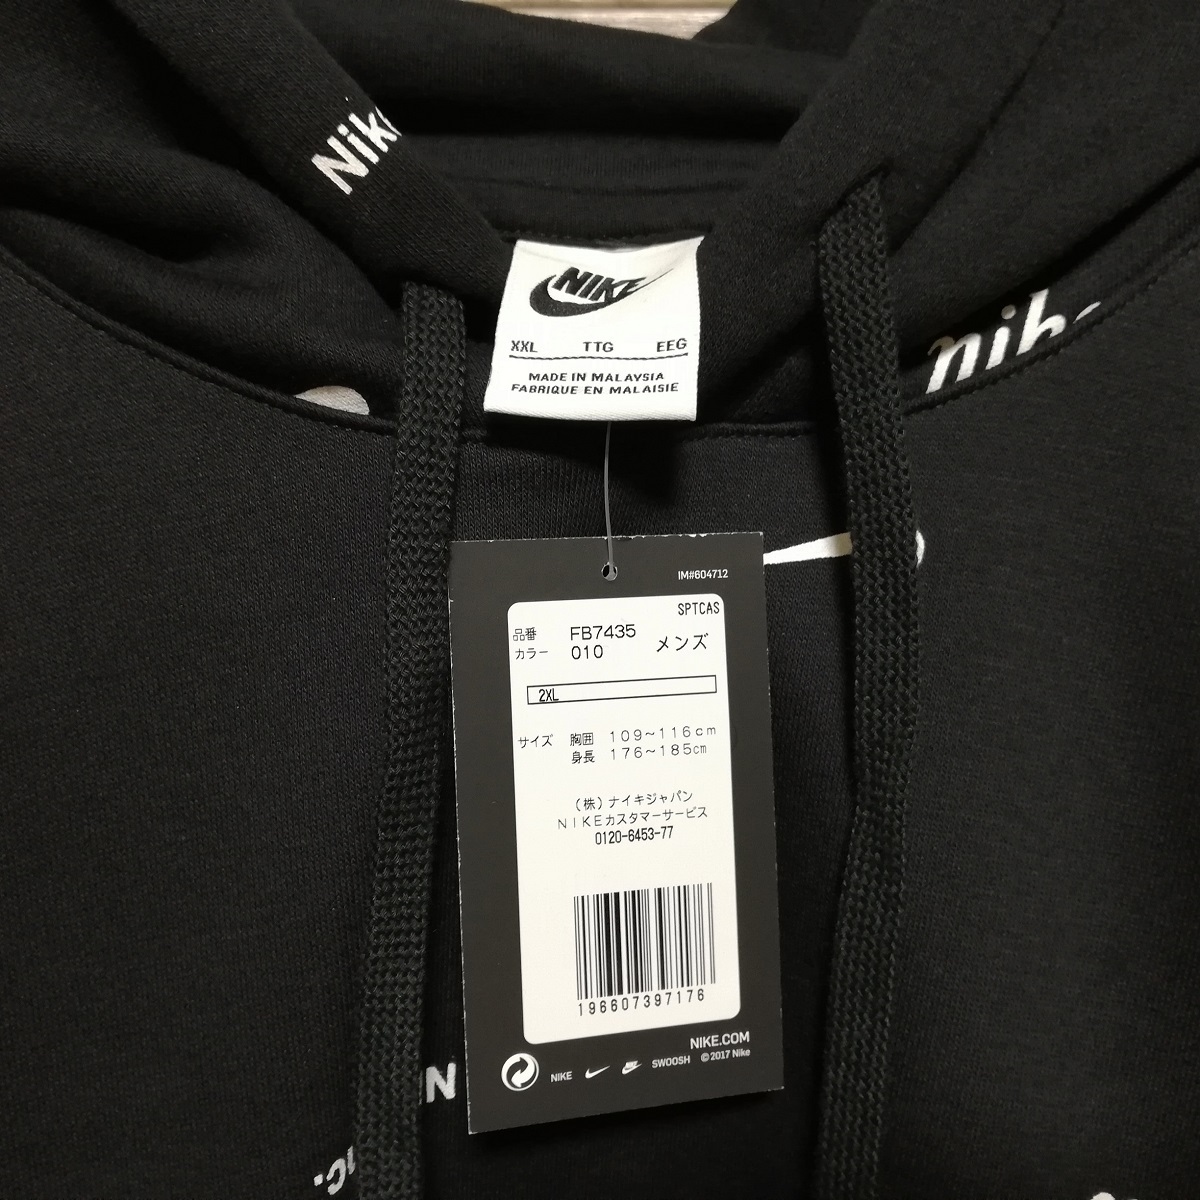 Nike
NIKE
XXL TTG EEG
MADE IN MALAYSIA
FABRIQUE EN MALAISIE
IM#604712
SPTCAS
品番 FB7435
カラー 010 メンズ
2XL
サイズ 胸囲 109~116cm
身長 176~185cm
(株)ナイキジャパン
NIKEカスタマーサービス
0120-6453-77
196607397176
NIKE.COM
NIKE SWOOSH ©2017 Nike